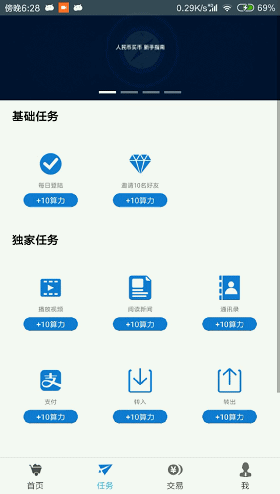 傍晚6:28 0.29K/s 69%
人民币买币 新手指南
基础任务
每日登陆 邀请10名好友
+10算力 +10算力
独家任务
播放视频 阅读新闻 通讯录
+10算力 +10算力 +10算力
支付 转入 转出
+10算力 +10算力 +10算力
首页 任务 交易 我